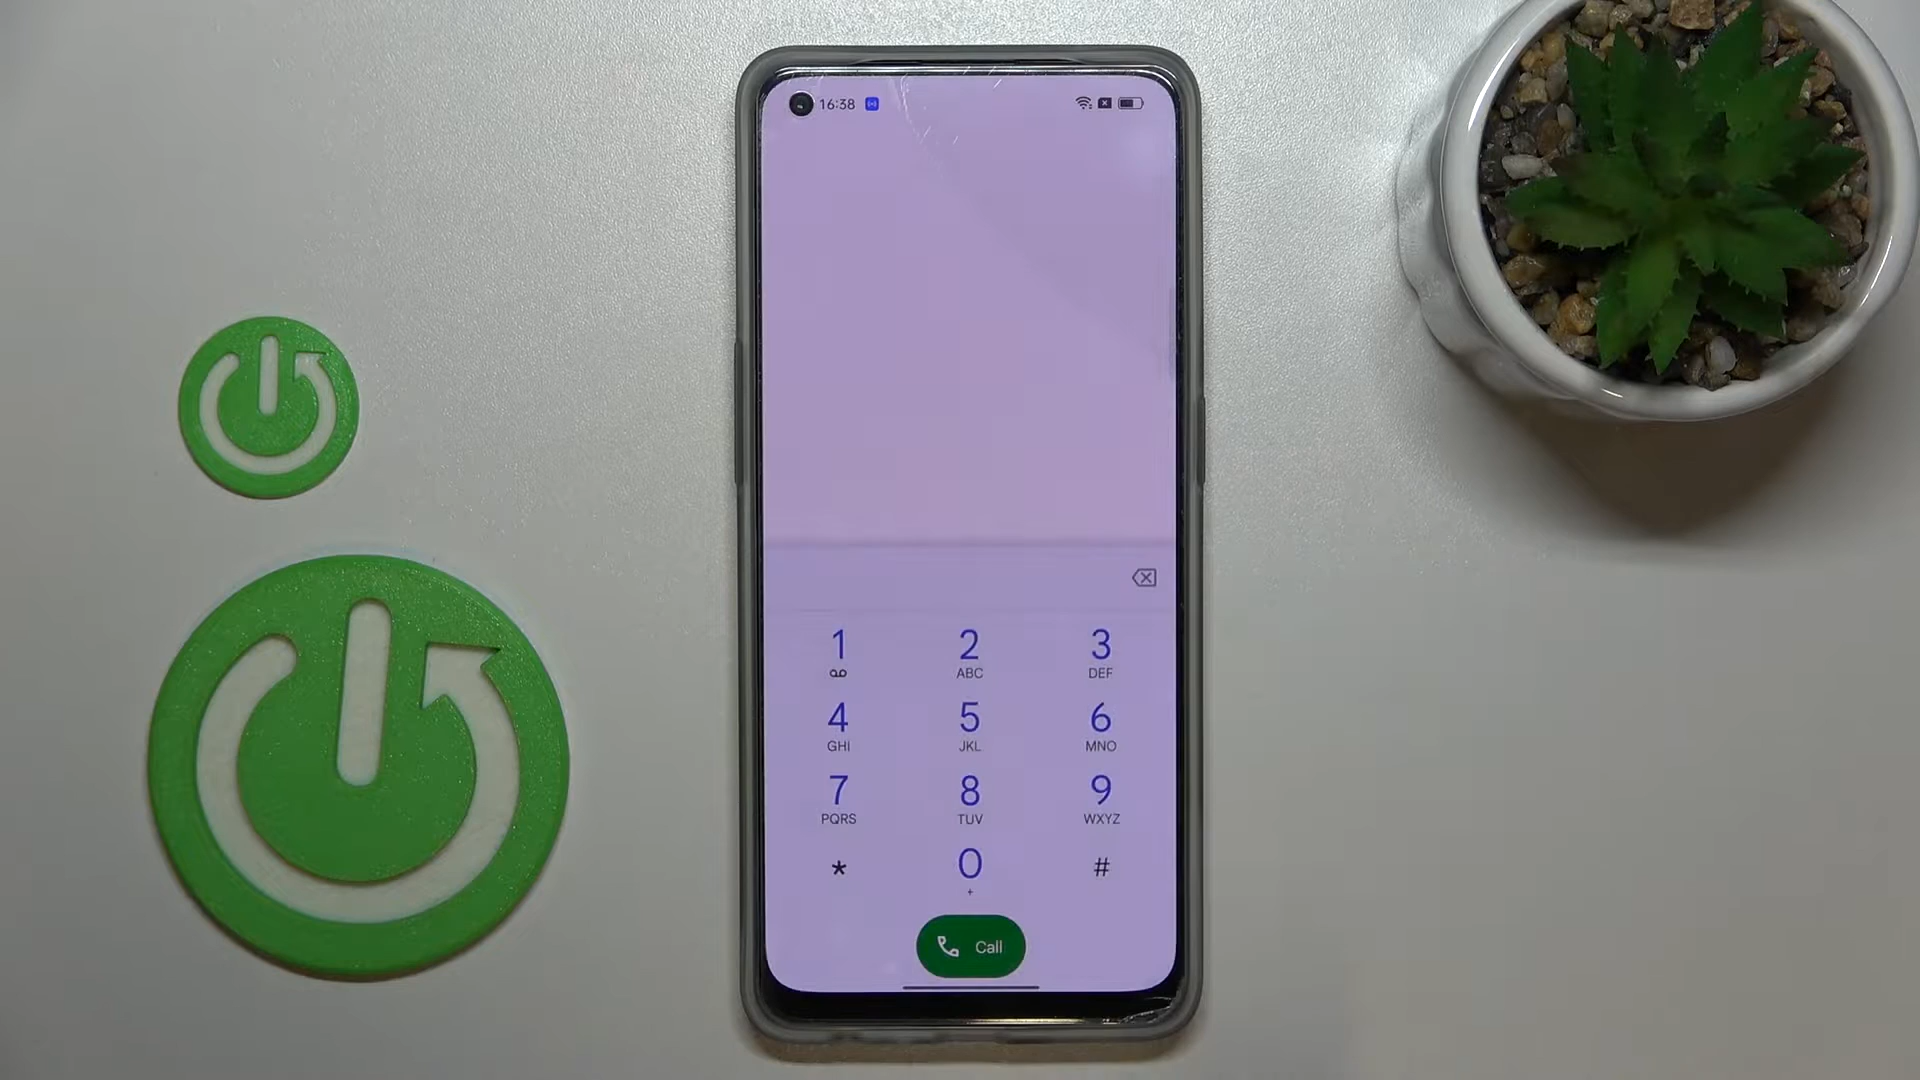 16:38
1 2 3
ABC DEF
4 5 6
GHI JKL MNO
7 8 9
PQRS TUV WXYZ
* 0 #
+
Call